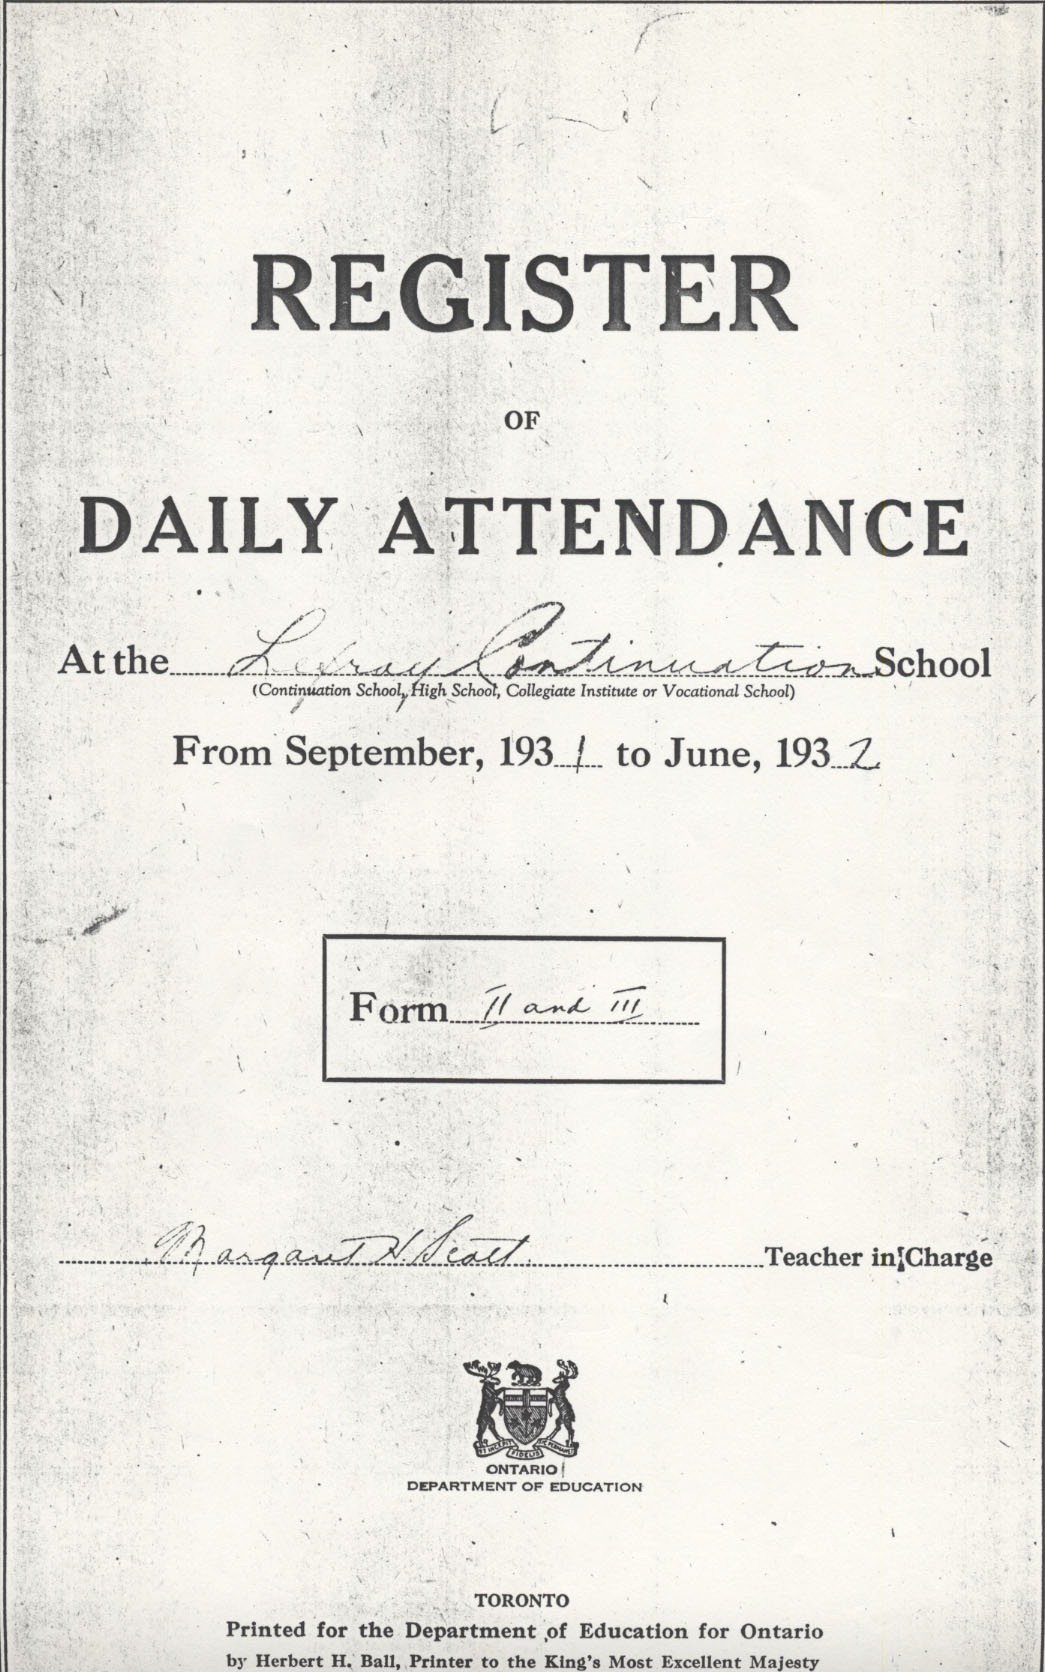 REGISTER
OF
DAILY ATTENDANCE
At the Lefroy Continuation School
(Continuation School, High School, Collegiate Institute or Vocational School)
From September, 1931 to June, 1932
Form II and III
Margaret H Scott Teacher in Charge
ONTARIO
DEPARTMENT OF EDUCATION
TORONTO
Printed for the Department of Education for Ontario
by Herbert H. Ball, Printer to the King's Most Excellent Majesty